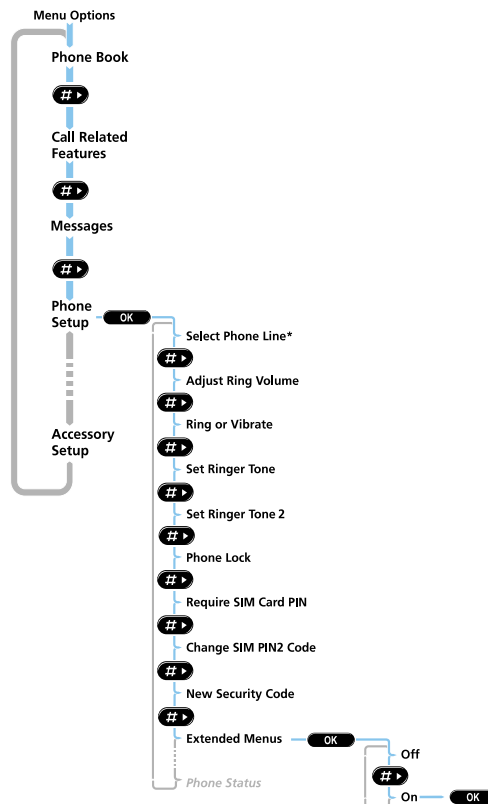 Menu Options
Phone Book
#
Call Related
Features
#
Messages
#
Phone
Setup
OK
Select Phone Line*
#
Adjust Ring Volume
#
Ring or Vibrate
#
Set Ringer Tone
#
Set Ringer Tone 2
#
Phone Lock
#
Require SIM Card PIN
#
Change SIM PIN2 Code
#
New Security Code
#
Extended Menus
OK
Off
#
On
OK
Phone Status
Accessory
Setup